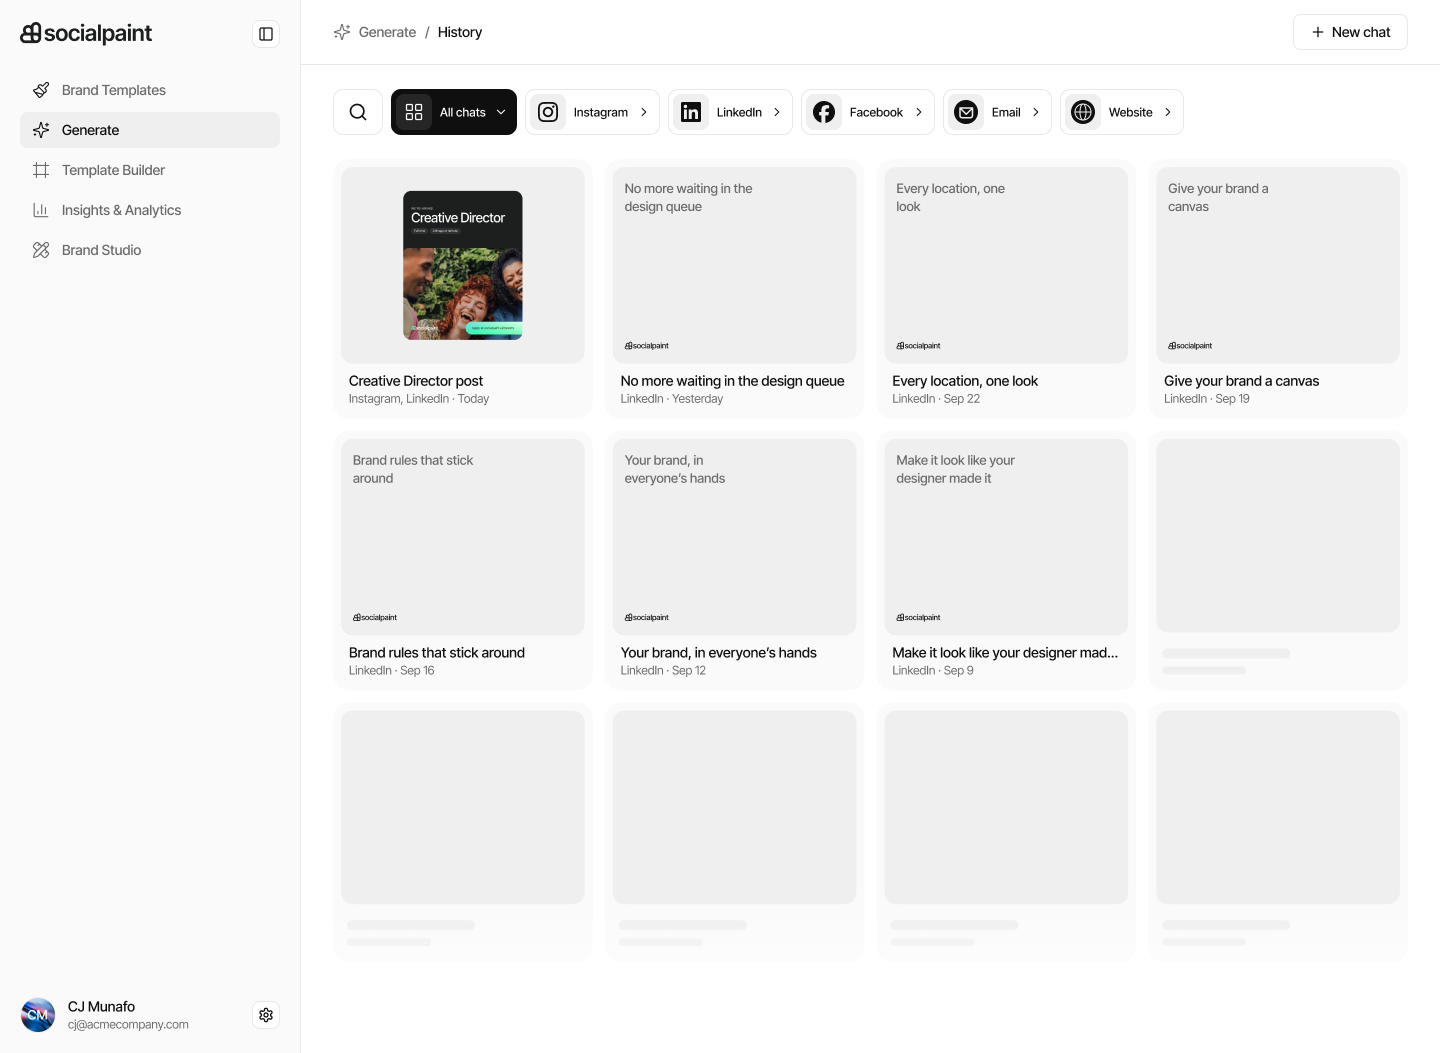 socialpaint
Generate / History
New chat
Brand Templates
Generate
Template Builder
Insights & Analytics
Brand Studio
All chats
Instagram
LinkedIn
Facebook
Email
Website
Creative Director
socialpaint
Creative Director post
Instagram, LinkedIn · Today
No more waiting in the
design queue
socialpaint
No more waiting in the design queue
LinkedIn · Yesterday
Every location, one
look
socialpaint
Every location, one look
LinkedIn · Sep 22
Give your brand a
canvas
socialpaint
Give your brand a canvas
LinkedIn · Sep 19
Brand rules that stick
around
socialpaint
Brand rules that stick around
LinkedIn · Sep 16
Your brand, in
everyone’s hands
socialpaint
Your brand, in everyone’s hands
LinkedIn · Sep 12
Make it look like your
designer made it
socialpaint
Make it look like your designer mad...
LinkedIn · Sep 9
CM
CJ Munafo
cj@acmecompany.com